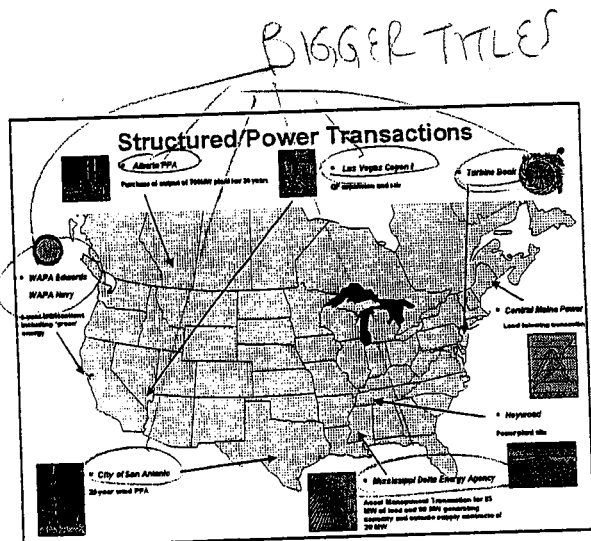 BIGGER TITLES
Structured Power Transactions
• Alberta PPA
Purchase of output of 700MW plant for 20 years
• Las Vegas Cogen I
QF acquisition and sale
• Turbine Deals
• WAPA Edwards
WAPA Navy
including 'green'
energy
• Central Maine Power
Load following transaction
• Heywood
Power plant site
• City of San Antonio
20 year wind PPA
• Mississippi Delta Energy Agency
Asset Management Transaction for 85
MW of load and 90 MW generating
capacity and outside supply contracts of
20 MW